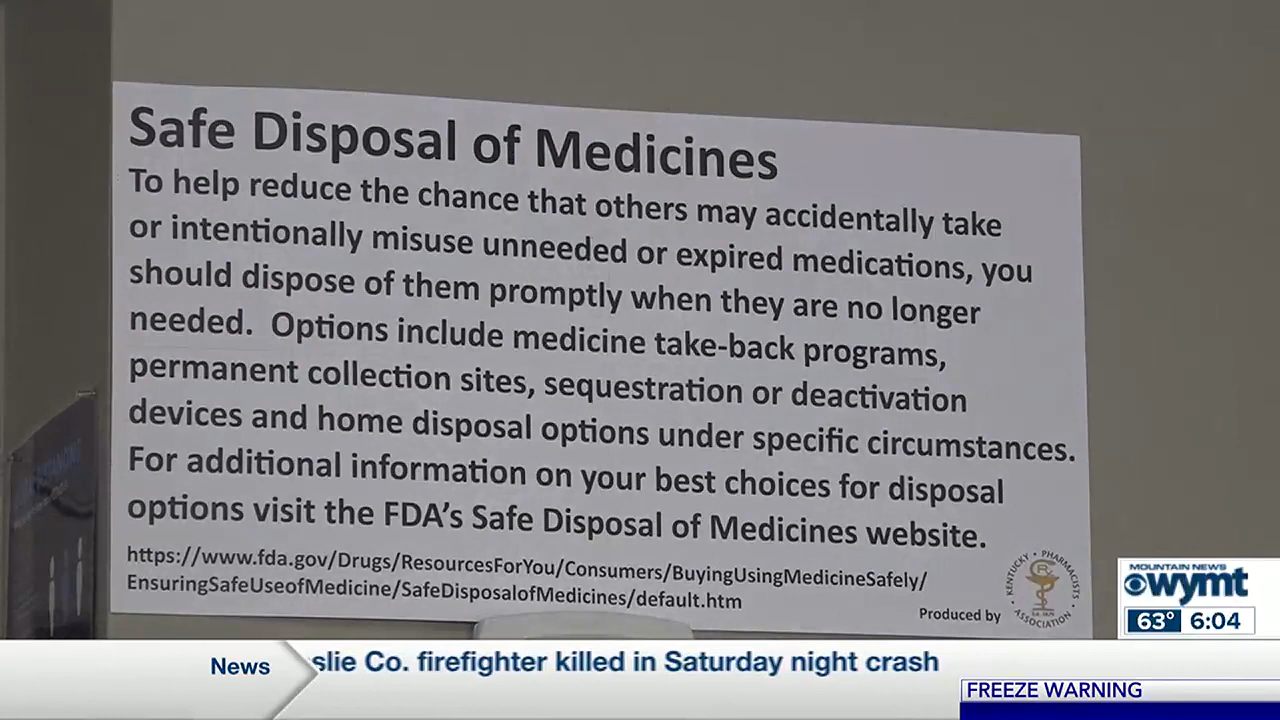 Safe Disposal of Medicines
To help reduce the chance that others may accidentally take
or intentionally misuse unneeded or expired medications, you
should dispose of them promptly when they are no longer
needed. Options include medicine take-back programs,
permanent collection sites, sequestration or deactivation
devices and home disposal options under specific circumstances.
For additional information on your best choices for disposal
options visit the FDA's Safe Disposal of Medicines website.
https://www.fda.gov/Drugs/ResourcesForYou/Consumers/BuyingUsingMedicineSafely/
EnsuringSafeUseofMedicine/SafeDisposalofMedicines/default.htm
Produced by
KENTUCKY • PHARMACISTS
• ASSOCIATION •
MOUNTAIN NEWS
wymt
63° 6:04
News
slie Co. firefighter killed in Saturday night crash
FREEZE WARNING